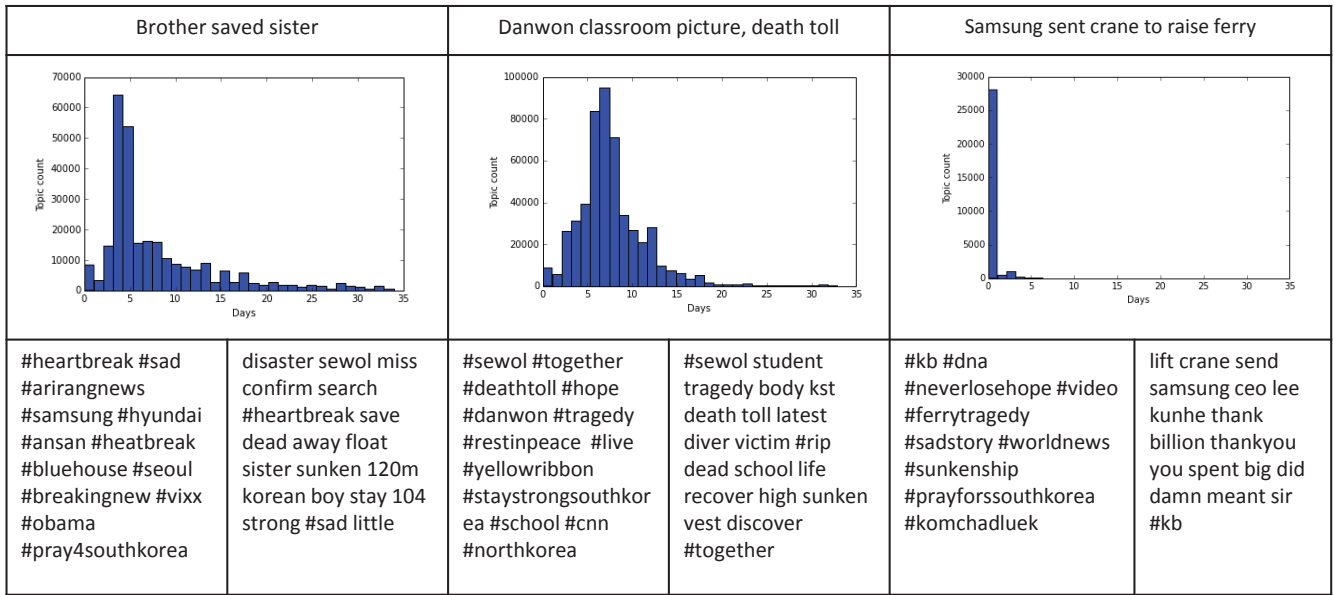 Brother saved sister
Danwon classroom picture, death toll
Samsung sent crane to raise ferry
70000
60000
50000
40000
30000
20000
10000
0
Topic count
0 5 10 15 20 25 30 35
Days
100000
80000
60000
40000
20000
0
Topic count
0 5 10 15 20 25 30 35
Days
30000
25000
20000
15000
10000
5000
0
Topic count
0 5 10 15 20 25 30 35
Days
#heartbreak #sad
#arirangnews
#samsung #hyundai
#ansan #heatbreak
#bluehouse #seoul
#breakingnew #vixx
#obama
#pray4southkorea
disaster sewol miss
confirm search
#heartbreak save
dead away float
sister sunken 120m
korean boy stay 104
strong #sad little
#sewol #together
#deathtoll #hope
#danwon #tragedy
#restinpeace #live
#yellowribbon
#staystrongsouthkor
ea #school #cnn
#northkorea
#sewol student
tragedy body kst
death toll latest
diver victim #rip
dead school life
recover high sunken
vest discover
#together
#kb #dna
#neverlosehope #video
#ferrytragedy
#sadstory #worldnews
#sunkenship
#prayforssouthkorea
#komchadluek
lift crane send
samsung ceo lee
kunhe thank
billion thankyou
you spent big did
damn meant sir
#kb